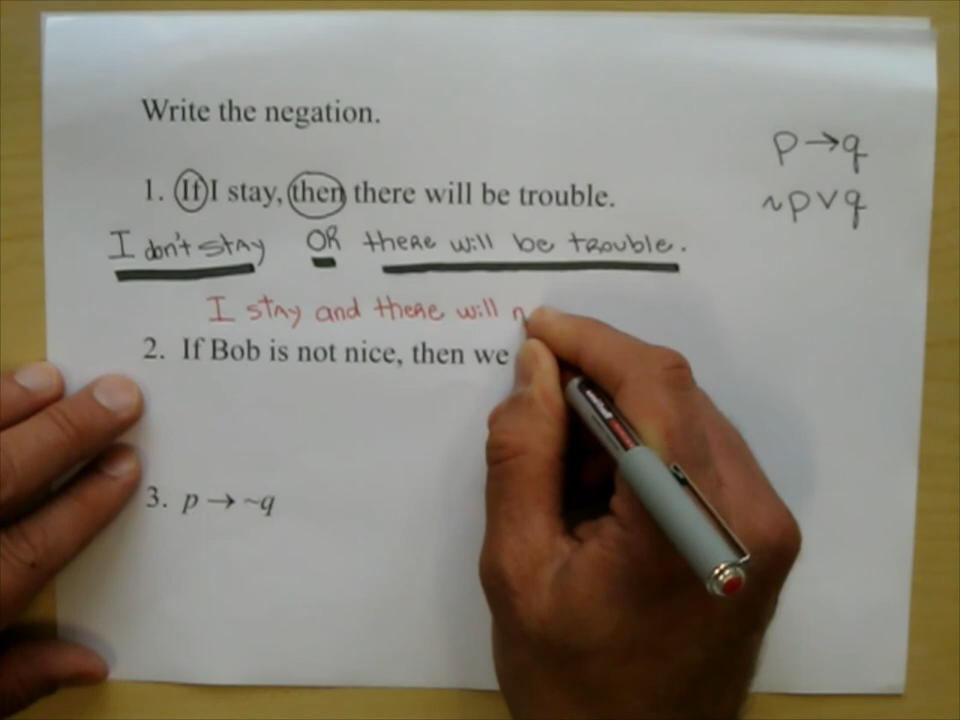 Write the negation.
p → q
1. If I stay, then there will be trouble.
~p ∨ q
I don't stay OR there will be trouble.
I stay and there will n
2. If Bob is not nice, then we
3. p → ~q